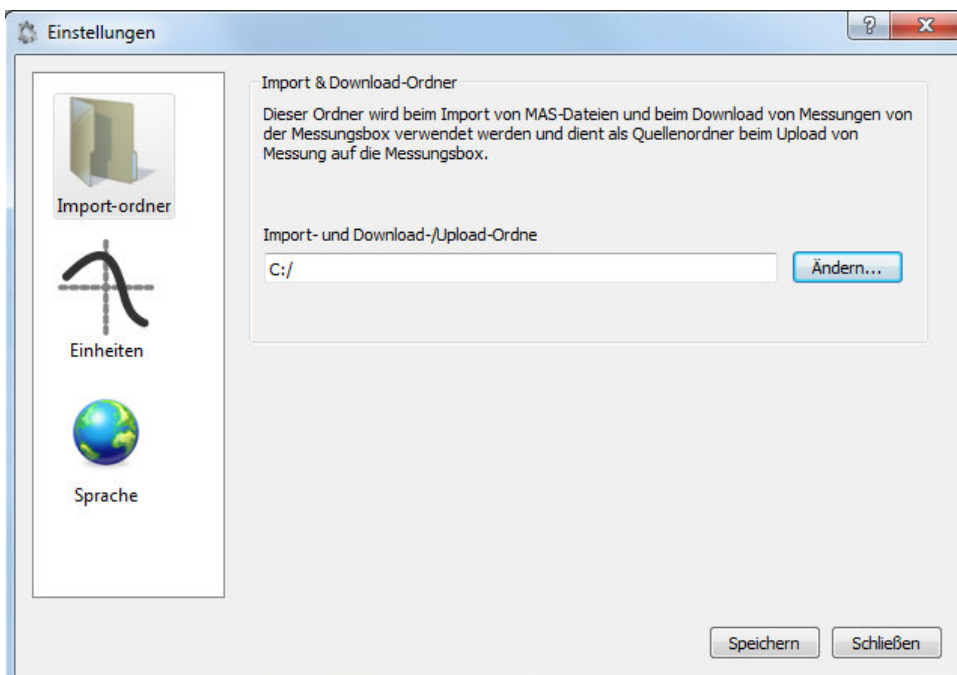 Einstellungen
Import-ordner
Einheiten
Sprache
Import & Download-Ordner
Dieser Ordner wird beim Import von MAS-Dateien und beim Download von Messungen von
der Messungsbox verwendet werden und dient als Quellenordner beim Upload von
Messung auf die Messungsbox.
Import- und Download-/Upload-Ordne
C:/
Ändern...
Speichern
Schließen